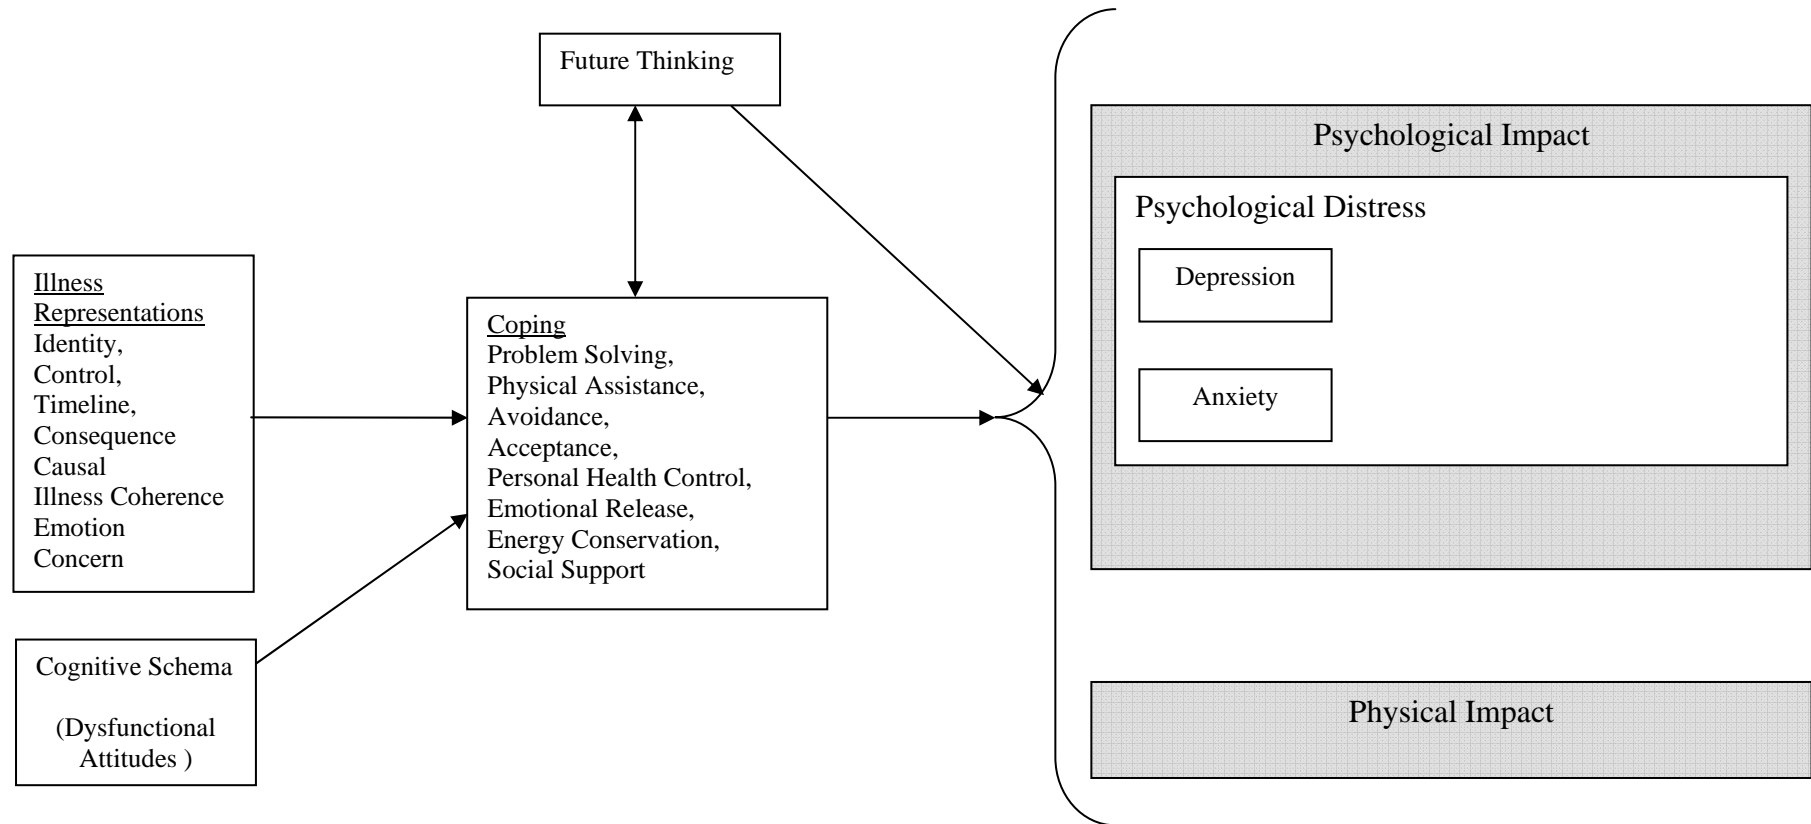 Future Thinking
Psychological Impact
Psychological Distress
Depression
Anxiety
Illness
Representations
Identity,
Control,
Timeline,
Consequence
Causal
Illness Coherence
Emotion
Concern
Coping
Problem Solving,
Physical Assistance,
Avoidance,
Acceptance,
Personal Health Control,
Emotional Release,
Energy Conservation,
Social Support
Cognitive Schema
(Dysfunctional
Attitudes )
Physical Impact